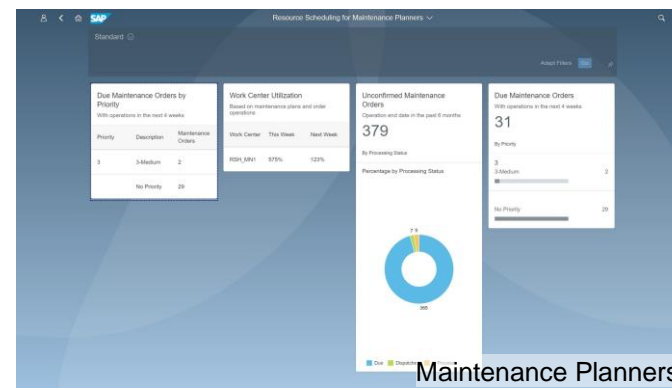 SAP
Resource Scheduling for Maintenance Planners
Standard
Adapt Filters
Go
Due Maintenance Orders by
Priority
With operations in the next 4 weeks
Priority Description Maintenance
Orders
3 3-Medium 2
No Priority 29
Work Center Utilization
Based on maintenance plans and order
operations
Work Center This Week Next Week
RSH_MN1 575% 123%
Unconfirmed Maintenance
Orders
Operation end date in the past 6 months
379
By Processing Status
Percentage by Processing Status
Due
Due Maintenance Orders
With operations in the next 4 weeks
31
By Priority
3
3-Medium 2
No Priority 29
Maintenance Planners